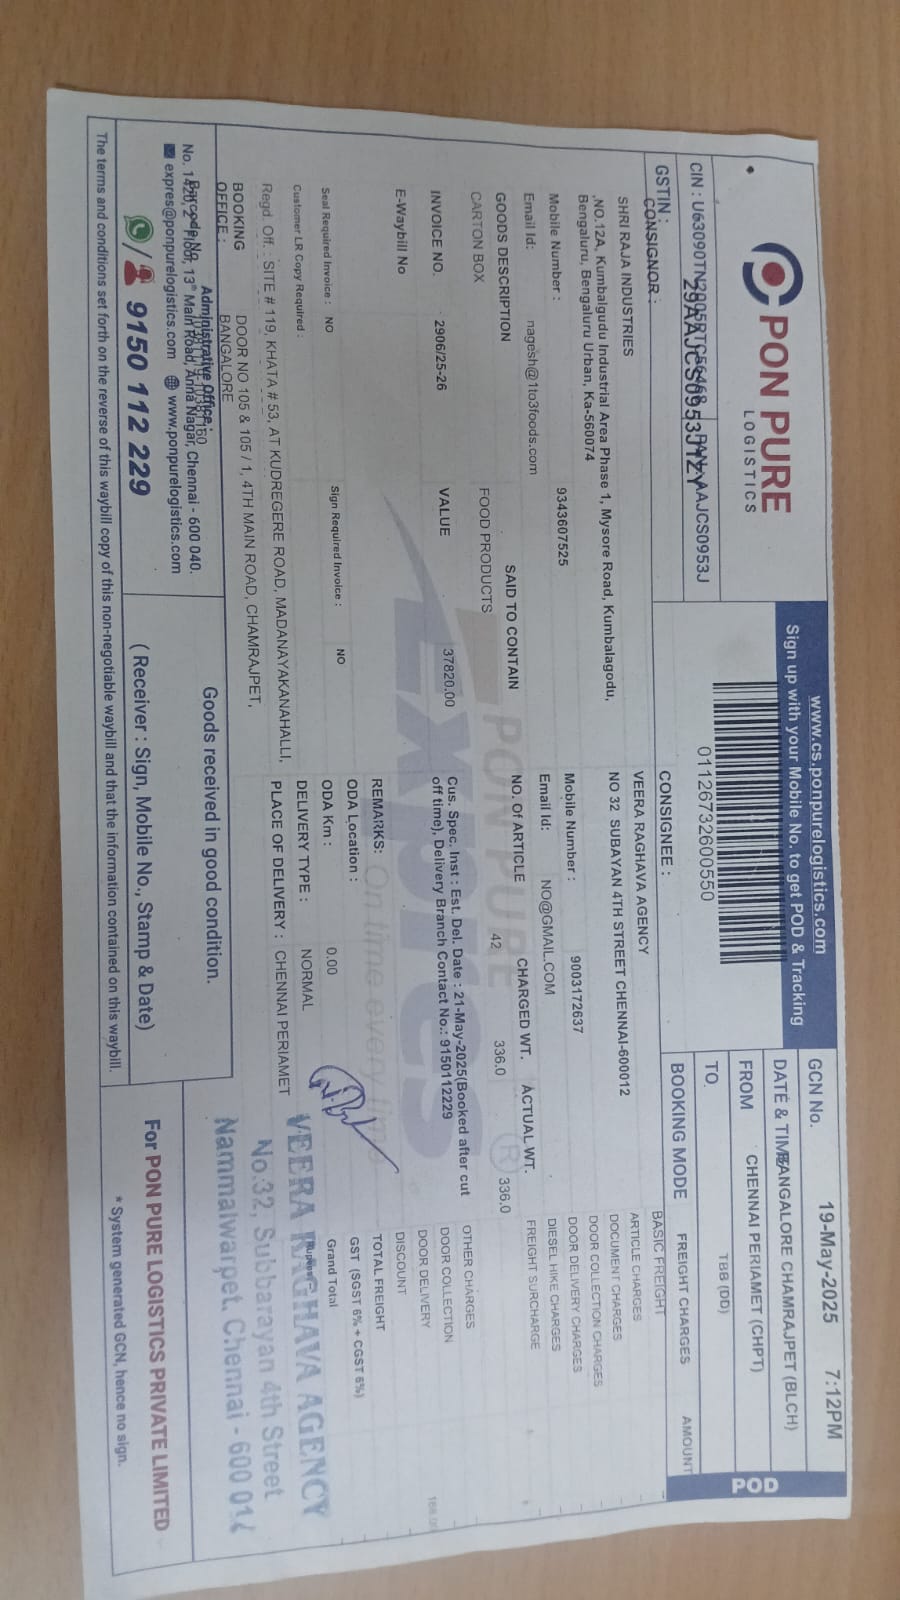 PON PURE
LOGISTICS
CIN : U63090TN2005PTC56468 PAN : AAJCS0953J
GSTIN : 29AAJCS0953J1ZY
www.cs.ponpurelogistics.com
Sign up with your Mobile No. to get POD & Tracking
01126732600550
GCN No. 19-May-2025 7:12PM
DATE & TIME BANGALORE CHAMRAJPET (BLCH)
FROM CHENNAI PERIAMET (CHPT)
TO TBB (DD)
POD
BOOKING MODE FREIGHT CHARGES AMOUNT
CONSIGNOR :
SHRI RAJA INDUSTRIES
,NO.12A, Kumbalgudu Industrial Area Phase 1, Mysore Road, Kumbalagodu,
Bengaluru, Bengaluru Urban, Ka-560074
Mobile Number : 9343607525
Email Id: nagesh@1to3foods.com
CONSIGNEE :
VEERA RAGHAVA AGENCY
NO 32 SUBAYAN 4TH STREET CHENNAI-600012
Mobile Number : 9003172637
Email Id: NO@GMAIL.COM
GOODS DESCRIPTION SAID TO CONTAIN NO. Of ARTICLE CHARGED WT. ACTUAL WT.
CARTON BOX FOOD PRODUCTS 42 336.0 336.0
INVOICE NO. 2906/25-26 VALUE 37820.00
Cus. Spec. Inst : Est. Del. Date : 21-May-2025(Booked after cut
off time), Delivery Branch Contact No.: 9150112229
E-Waybill No
PON PURE
Expres
On time every time
R
Seal Required Invoice : NO Sign Required Invoice : NO
Customer LR Copy Required :
REMARKS:
ODA Location :
ODA Km : 0.00
DELIVERY TYPE : NORMAL
PLACE OF DELIVERY : CHENNAI PERIAMET
BASIC FREIGHT
ARTICLE CHARGES
DOCUMENT CHARGES
DOOR COLLECTION CHARGES
DOOR DELIVERY CHARGES
DIESEL HIKE CHARGES
FREIGHT SURCHARGE
OTHER CHARGES
DOOR COLLECTION
DOOR DELIVERY
DISCOUNT
TOTAL FREIGHT
GST (SGST 6% + CGST 6%)
Grand Total
Rupees
Regd. Off. : SITE # 119, KHATA # 53, AT KUDREGERE ROAD, MADANAYAKANAHALLI,
BOOKING OFFICE : DOOR NO 105 & 105 / 1, 4TH MAIN ROAD, CHAMRAJPET,
BANGALORE
Barcode No
Administrative Office :
No. 1420, Floor, 13th Main Road, Anna Nagar, Chennai - 600 040.
expres@ponpurelogistics.com www.ponpurelogistics.com
/ 9150 112 229
Goods received in good condition.
( Receiver : Sign, Mobile No., Stamp & Date)
VEERA RAGHAVA AGENCY
No.32, Subbarayan 4th Street
Nammalwarpet, Chennai - 600 01
For PON PURE LOGISTICS PRIVATE LIMITED
* System generated GCN, hence no sign.
The terms and conditions set forth on the reverse of this waybill copy of this non-negotiable waybill and that the information contained on this waybill.